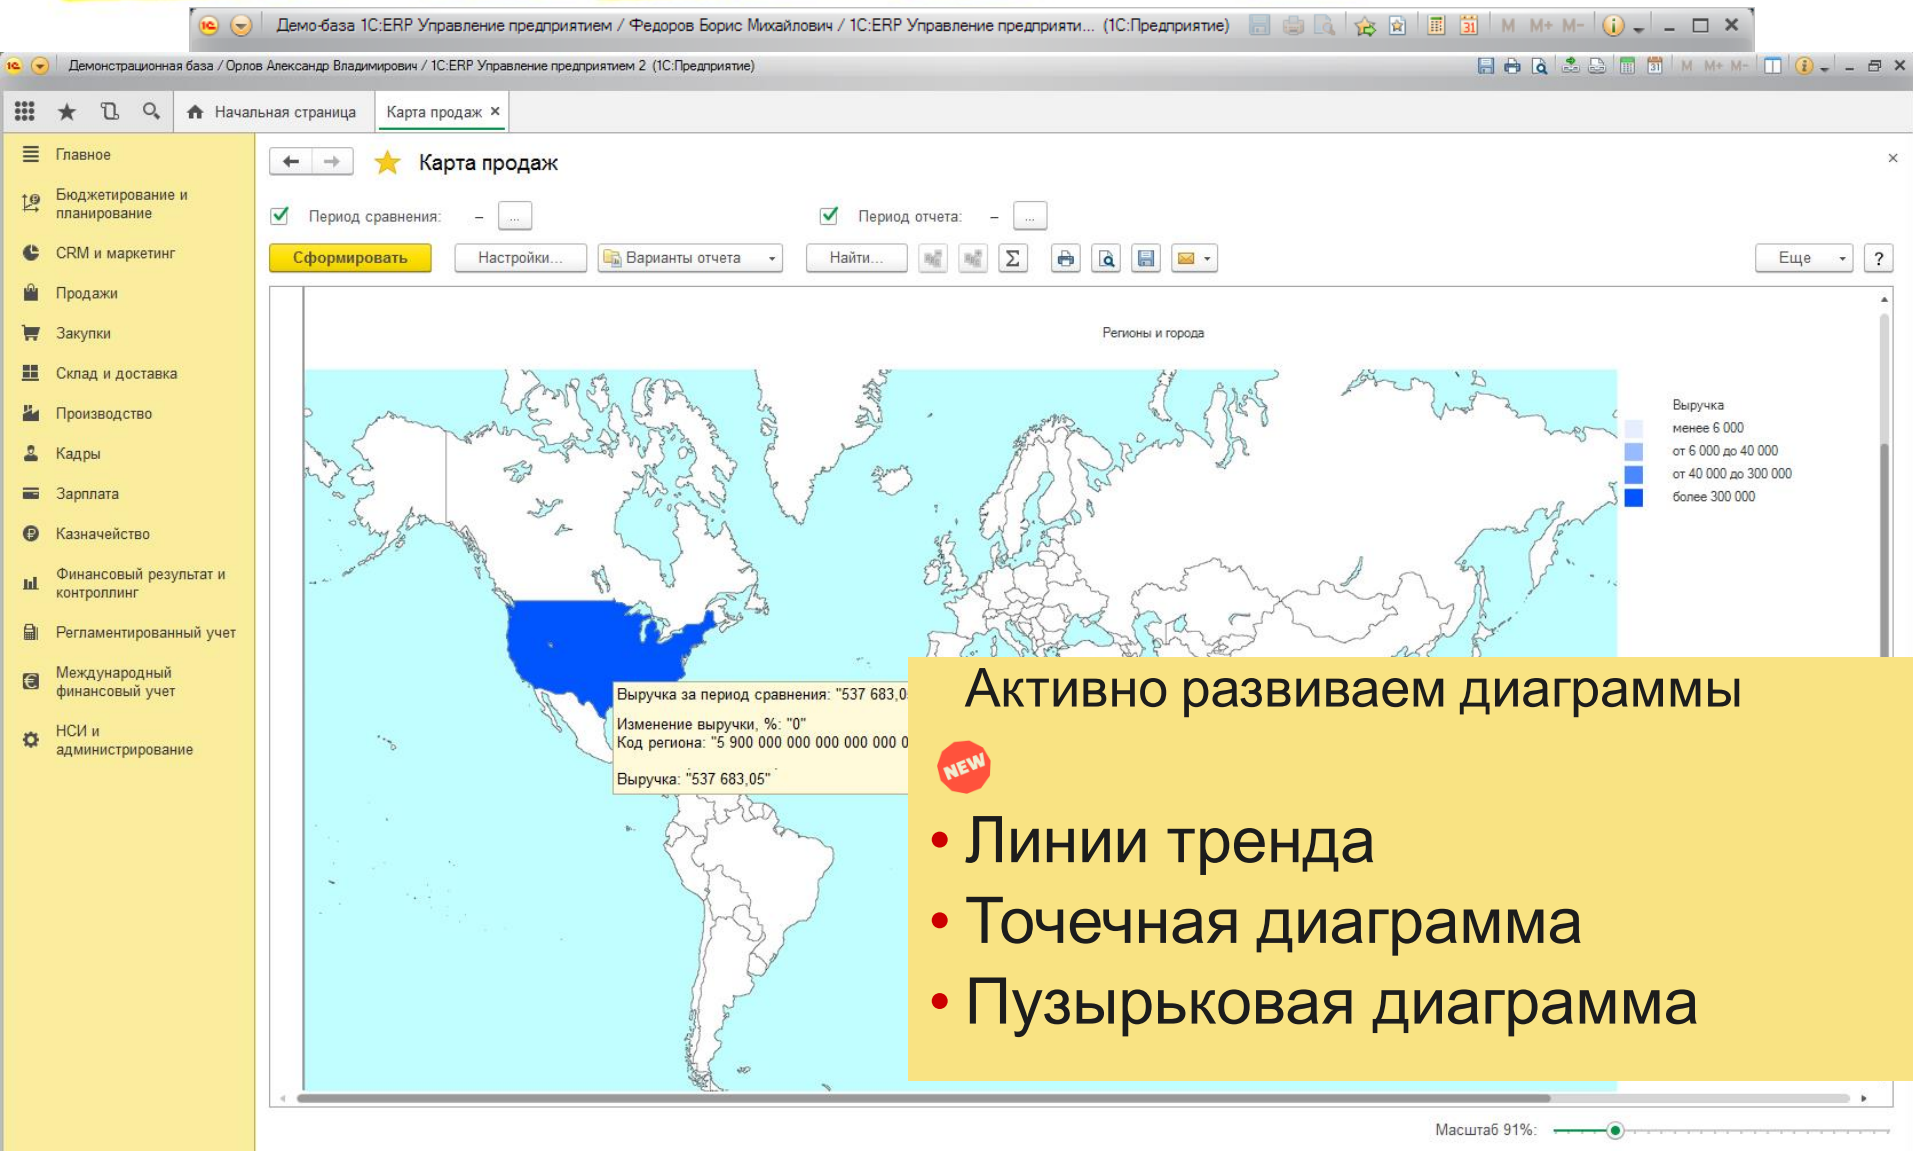 Демо-база 1С:ERP Управление предприятием / Федоров Борис Михайлович / 1С:ERP Управление предприяти... (1С:Предприятие)
31 M M+ M-
Демонстрационная база / Орлов Александр Владимирович / 1С:ERP Управление предприятием 2 (1С:Предприятие)
31 M M+ M-
Начальная страница
Карта продаж
Главное
Бюджетирование и
планирование
CRM и маркетинг
Продажи
Закупки
Склад и доставка
Производство
Кадры
Зарплата
Казначейство
Финансовый результат и
контроллинг
Регламентированный учет
Международный
финансовый учет
НСИ и
администрирование
Карта продаж
Период сравнения: – ...
Период отчета: – ...
Сформировать
Настройки...
Варианты отчета
Найти...
Σ
Еще
?
Регионы и города
Выручка
менее 6 000
от 6 000 до 40 000
от 40 000 до 300 000
более 300 000
Выручка за период сравнения: "537 683,0
Изменение выручки, %: "0"
Код региона: "5 900 000 000 000 000 000 0
Выручка: "537 683,05"
Активно развиваем диаграммы
NEW
• Линии тренда
• Точечная диаграмма
• Пузырьковая диаграмма
Масштаб 91%: